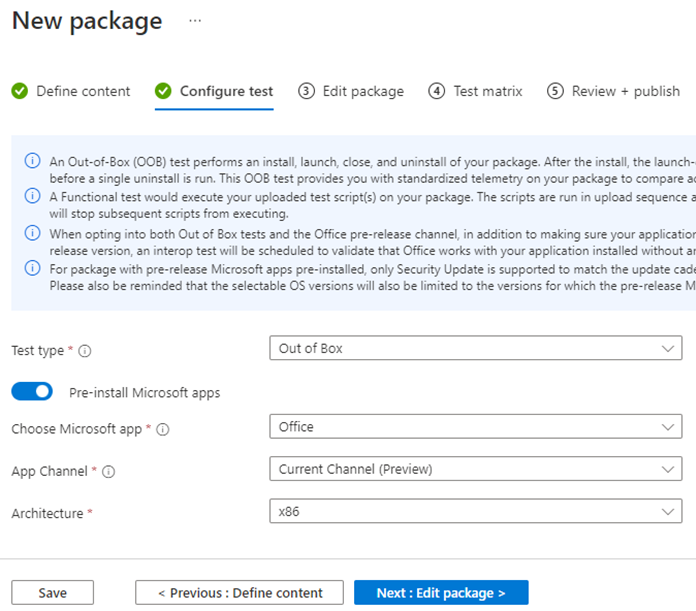 New package ...
Define content Configure test 3 Edit package 4 Test matrix 5 Review + publish
An Out-of-Box (OOB) test performs an install, launch, close, and uninstall of your package. After the install, the launch-
before a single uninstall is run. This OOB test provides you with standardized telemetry on your package to compare
A Functional test would execute your uploaded test script(s) on your package. The scripts are run in upload sequence
will stop subsequent scripts from executing.
When opting into both Out of Box tests and the Office pre-release channel, in addition to making sure your application
release version, an interop test will be scheduled to validate that Office works with your application installed without
For package with pre-release Microsoft apps pre-installed, only Security Update is supported to match the update
Please also be reminded that the selectable OS versions will also be limited to the versions for which the pre-release
Test type * Out of Box
Pre-install Microsoft apps
Choose Microsoft app * Office
App Channel * Current Channel (Preview)
Architecture * x86
Save < Previous : Define content Next : Edit package >